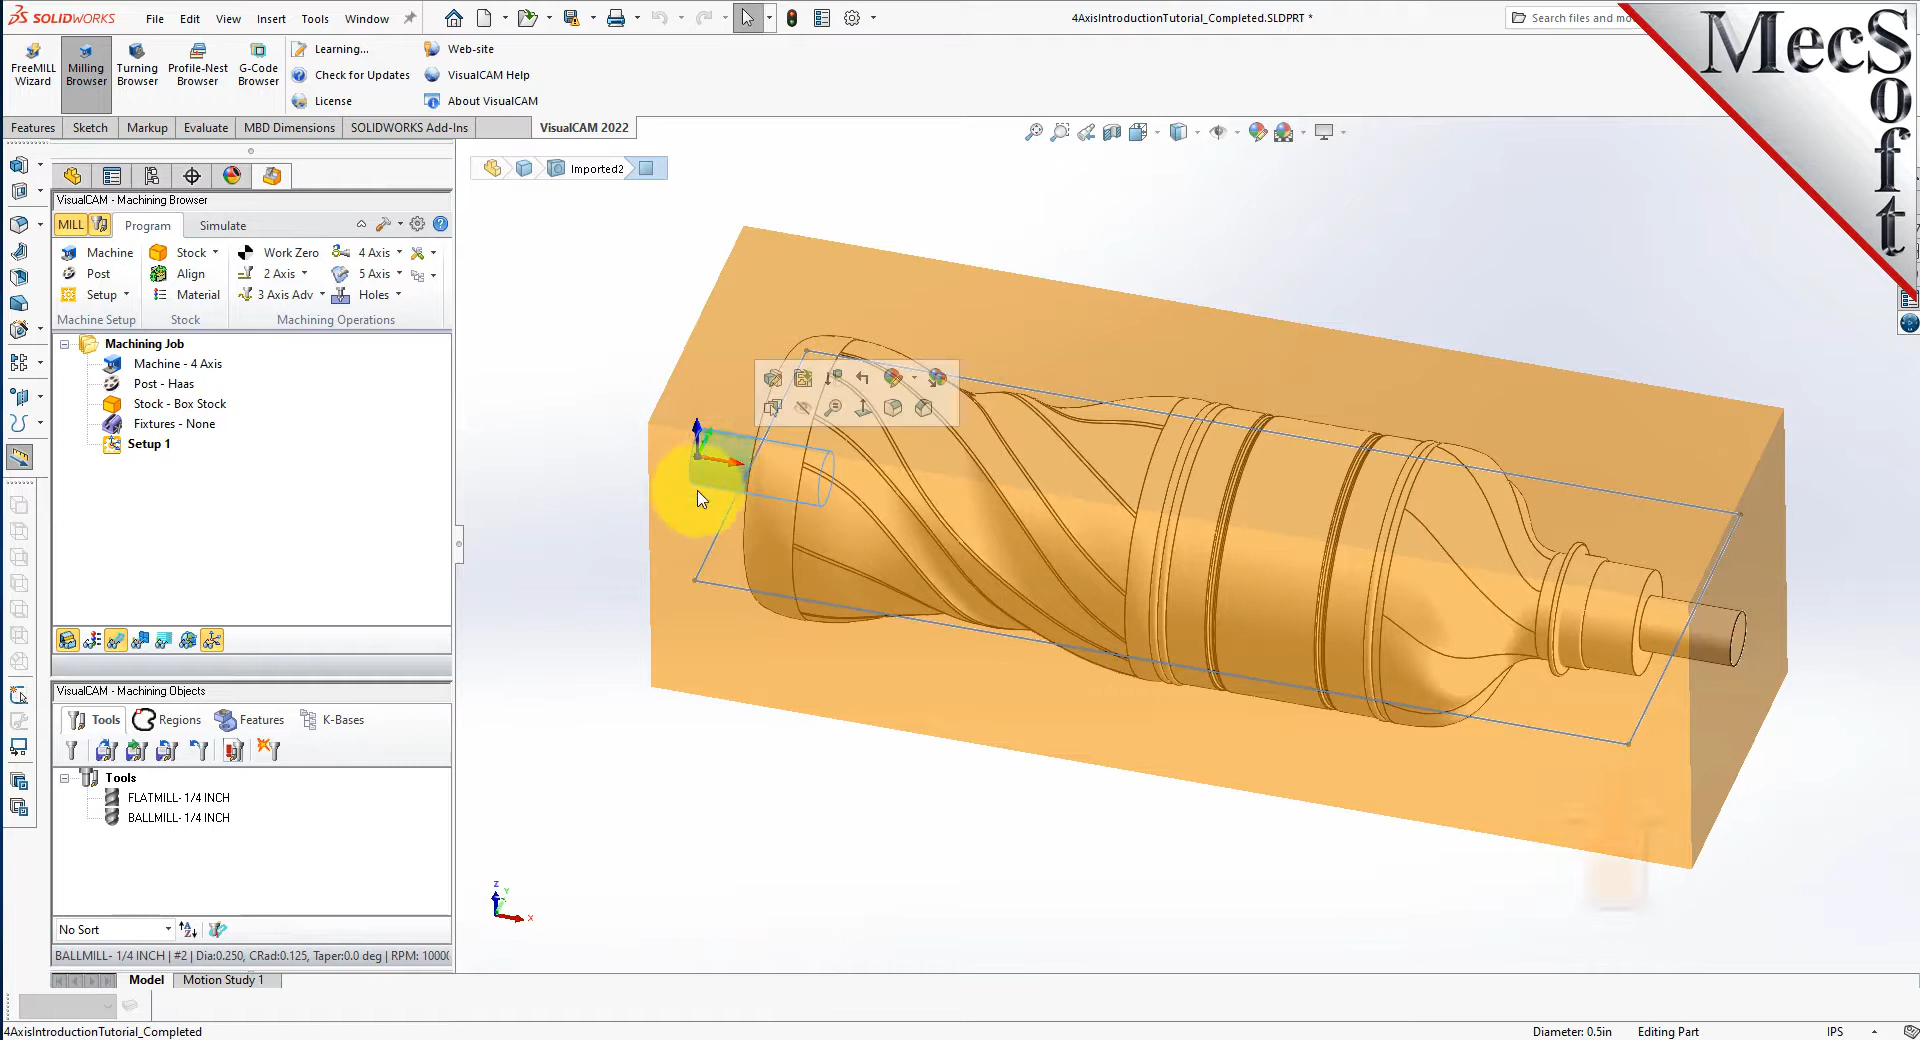 SOLIDWORKS File Edit View Insert Tools Window
4AxisIntroductionTutorial_Completed.SLDPRT *
Search files and mo
MecSoft
FreeMILL Wizard
Milling Browser
Turning Browser
Profile-Nest Browser
G-Code Browser
Learning...
Check for Updates
License
Web-site
VisualCAM Help
About VisualCAM
Features Sketch Markup Evaluate MBD Dimensions SOLIDWORKS Add-Ins VisualCAM 2022
Imported2
VisualCAM - Machining Browser
MILL Program Simulate
Machine Stock Work Zero 4 Axis
Post Align 2 Axis 5 Axis
Setup Material 3 Axis Adv Holes
Machine Setup Stock Machining Operations
Machining Job
Machine - 4 Axis
Post - Haas
Stock - Box Stock
Fixtures - None
Setup 1
VisualCAM - Machining Objects
Tools Regions Features K-Bases
Tools
FLATMILL- 1/4 INCH
BALLMILL- 1/4 INCH
Z
Y
X
No Sort
BALLMILL- 1/4 INCH | #2 | Dia:0.250, CRad:0.125, Taper:0.0 deg | RPM: 1000
Model Motion Study 1
4AxisIntroductionTutorial_Completed
Diameter: 0.5in Editing Part IPS